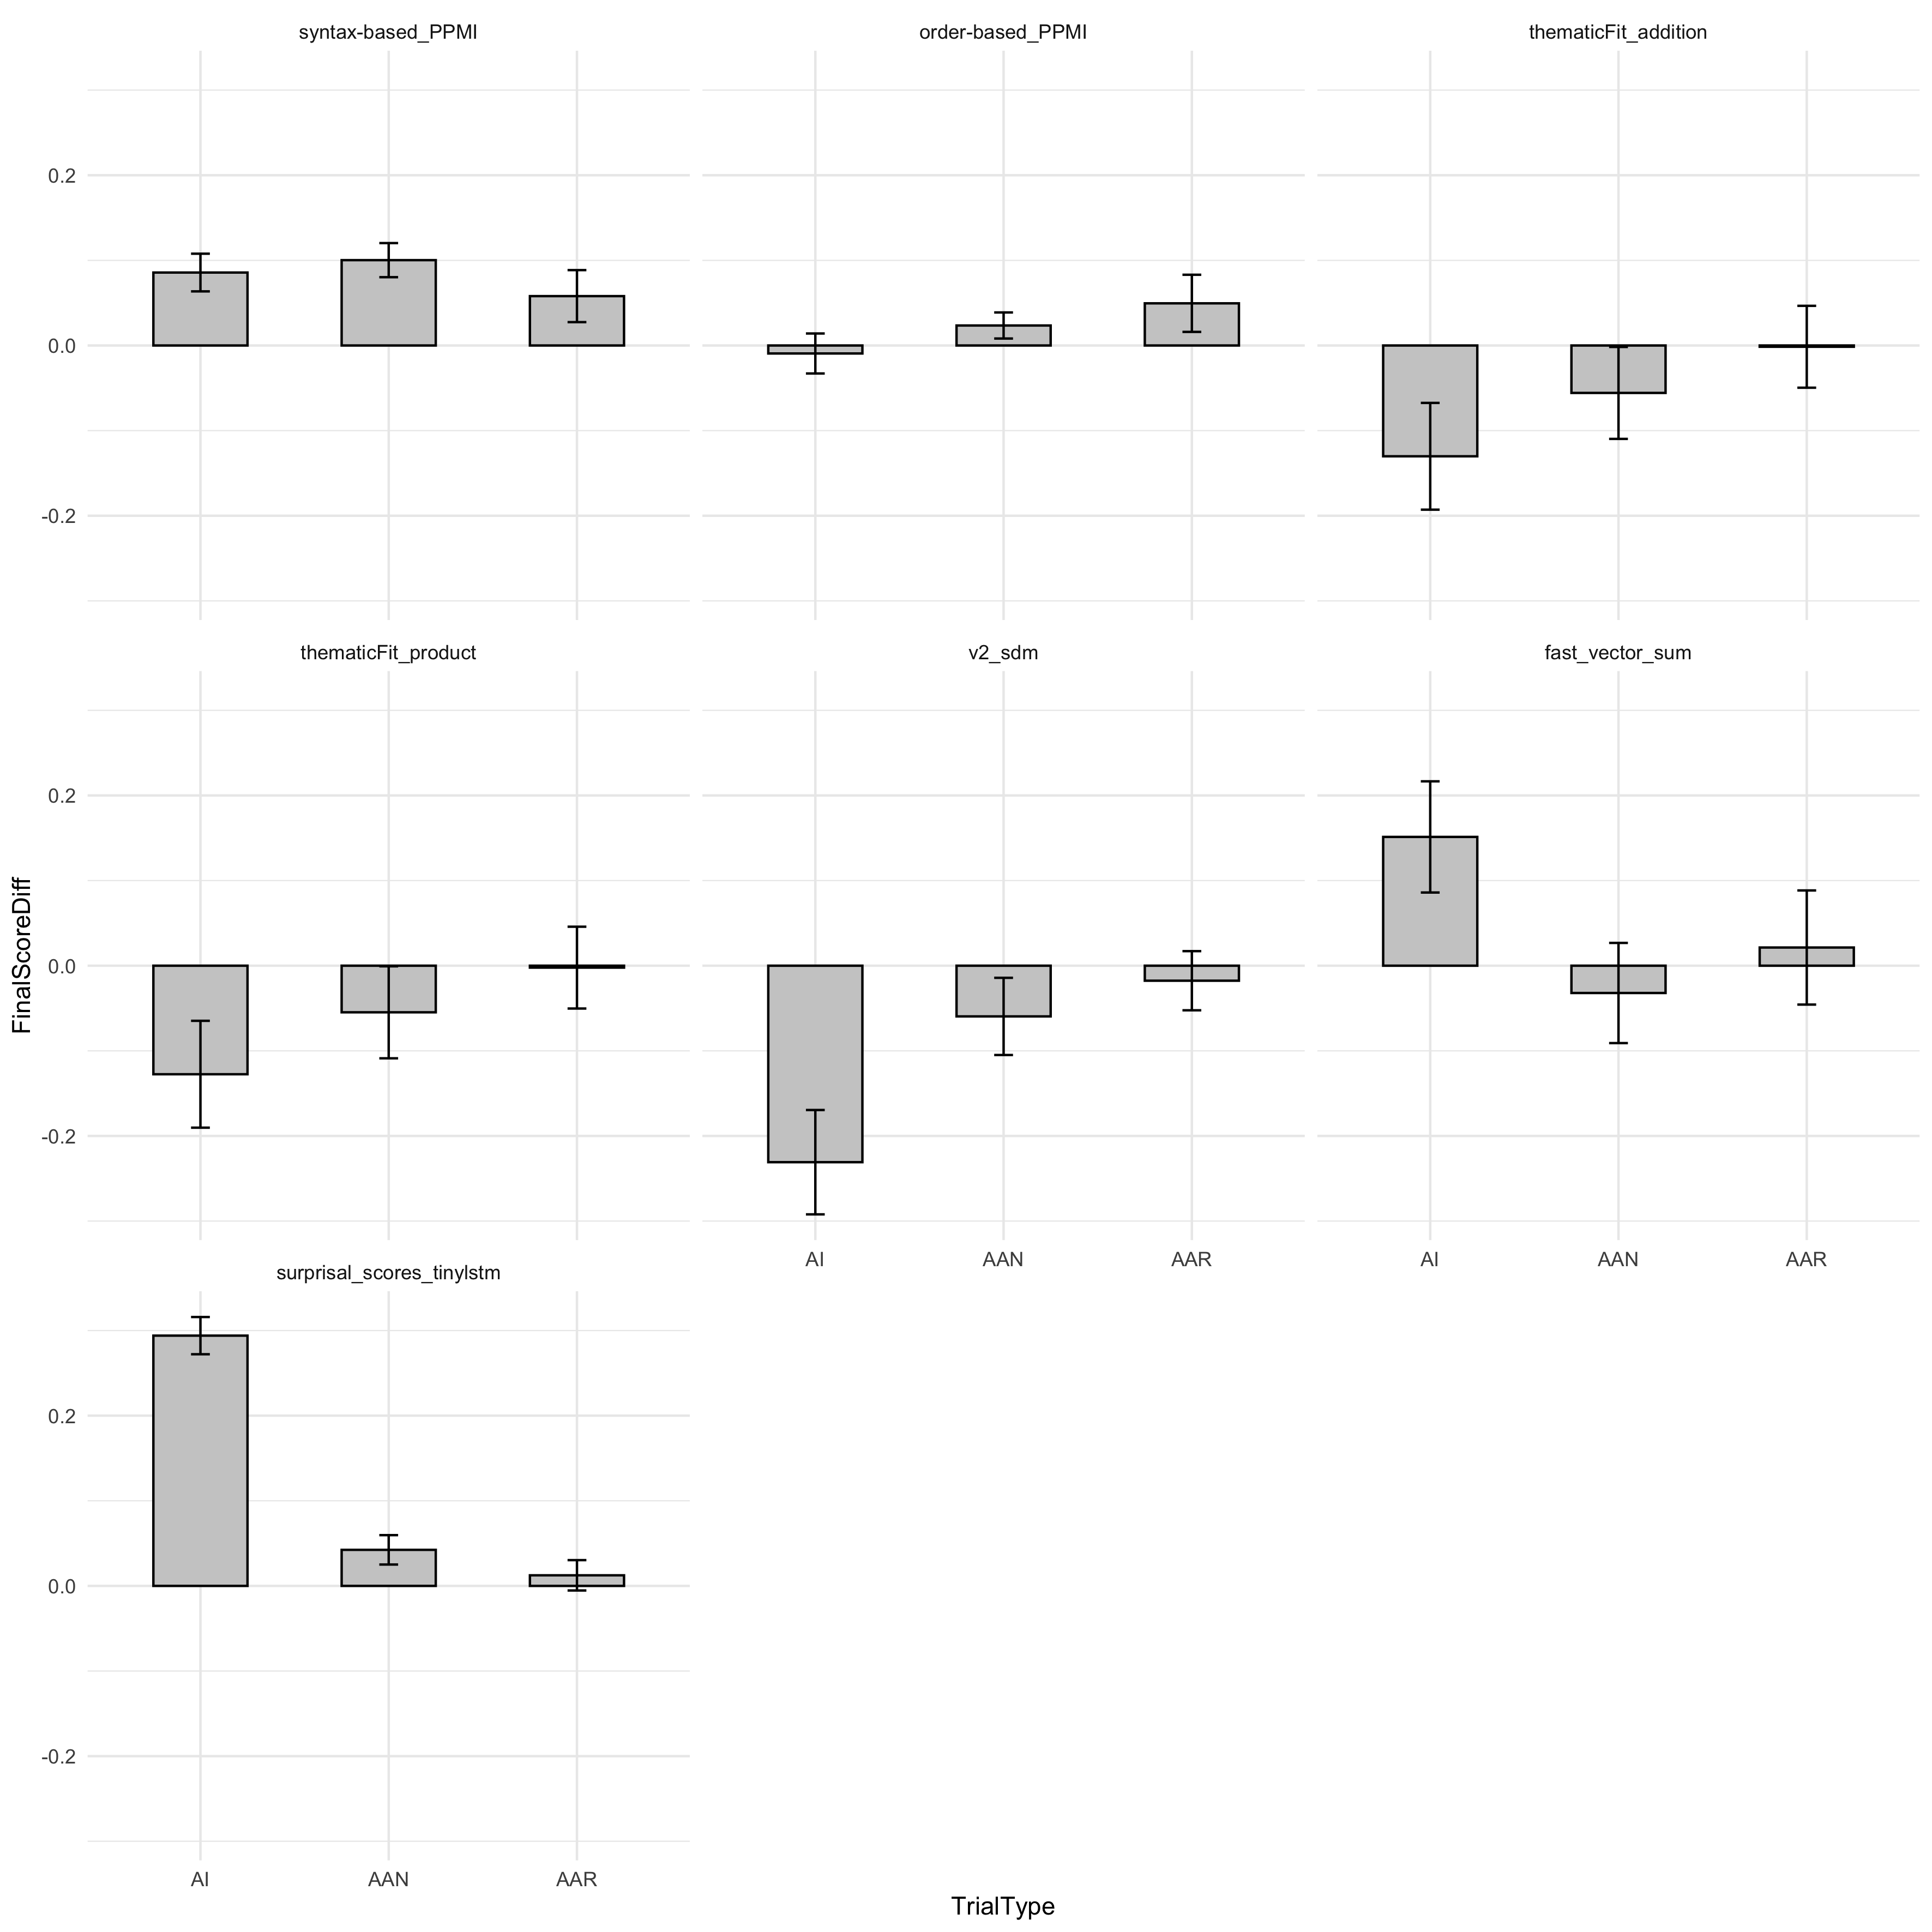 syntax-based_PPMI
order-based_PPMI
thematicFit_addition
0.2
0.0
-0.2
thematicFit_product
v2_sdm
fast_vector_sum
0.2
0.0
-0.2
AI
AAN
AAR
AI
AAN
AAR
surprisal_scores_tinylstm
0.2
0.0
-0.2
AI
AAN
AAR
FinalScoreDiff
TrialType